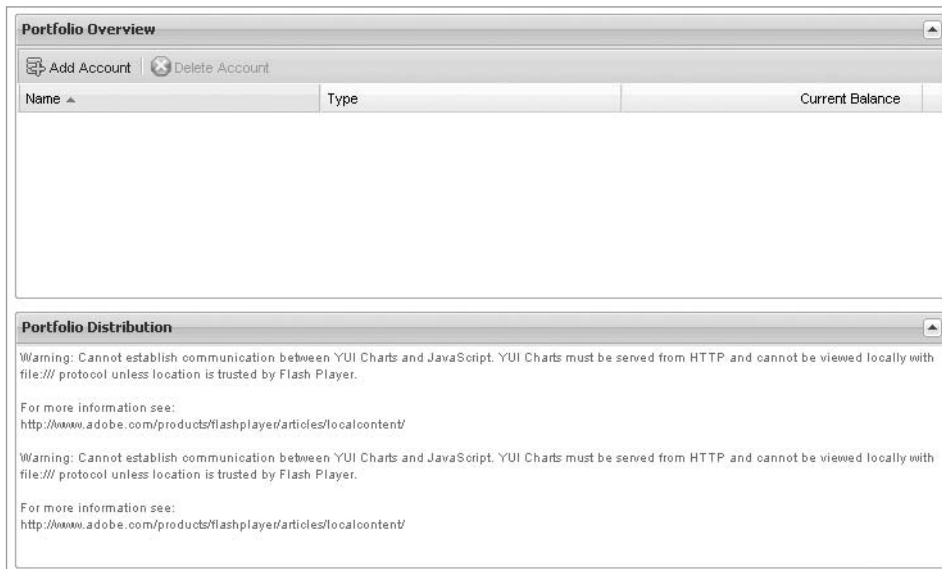 Portfolio Overview
Add Account Delete Account
Name Type Current Balance
Portfolio Distribution
Warning: Cannot establish communication between YUI Charts and JavaScript. YUI Charts must be served from HTTP and cannot be viewed locally with
file:/// protocol unless location is trusted by Flash Player.
For more information see:
http://www.adobe.com/products/flashplayer/articles/localcontent/
Warning: Cannot establish communication between YUI Charts and JavaScript. YUI Charts must be served from HTTP and cannot be viewed locally with
file:/// protocol unless location is trusted by Flash Player.
For more information see:
http://www.adobe.com/products/flashplayer/articles/localcontent/